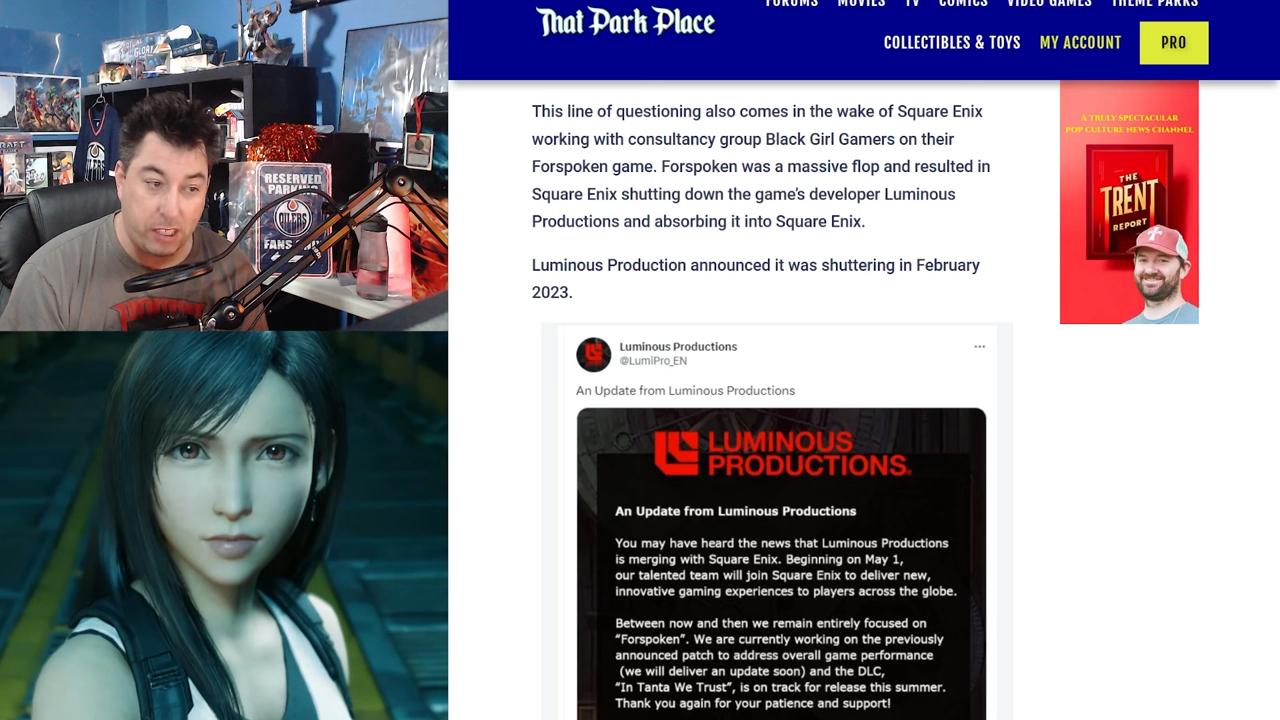 RESERVED
PARKING
OILERS
FANS ONLY
That Park Place
FORUMS MOVIES TV COMICS VIDEO GAMES THEME PARKS
COLLECTIBLES & TOYS MY ACCOUNT PRO
This line of questioning also comes in the wake of Square Enix
working with consultancy group Black Girl Gamers on their
Forspoken game. Forspoken was a massive flop and resulted in
Square Enix shutting down the game’s developer Luminous
Productions and absorbing it into Square Enix.
Luminous Production announced it was shuttering in February
2023.
Luminous Productions
@LumiPro_EN
An Update from Luminous Productions
LUMINOUS
PRODUCTIONS
An Update from Luminous Productions
You may have heard the news that Luminous Productions
is merging with Square Enix. Beginning on May 1,
our talented team will join Square Enix to deliver new,
innovative gaming experiences to players across the globe.
Between now and then we remain entirely focused on
“Forspoken”. We are currently working on the previously
announced patch to address overall game performance
(we will deliver an update soon) and the DLC,
“In Tanta We Trust”, is on track for release this summer.
Thank you again for your patience and support!
A TRULY SPECTACULAR
POP CULTURE NEWS CHANNEL
THE
TRENT
REPORT